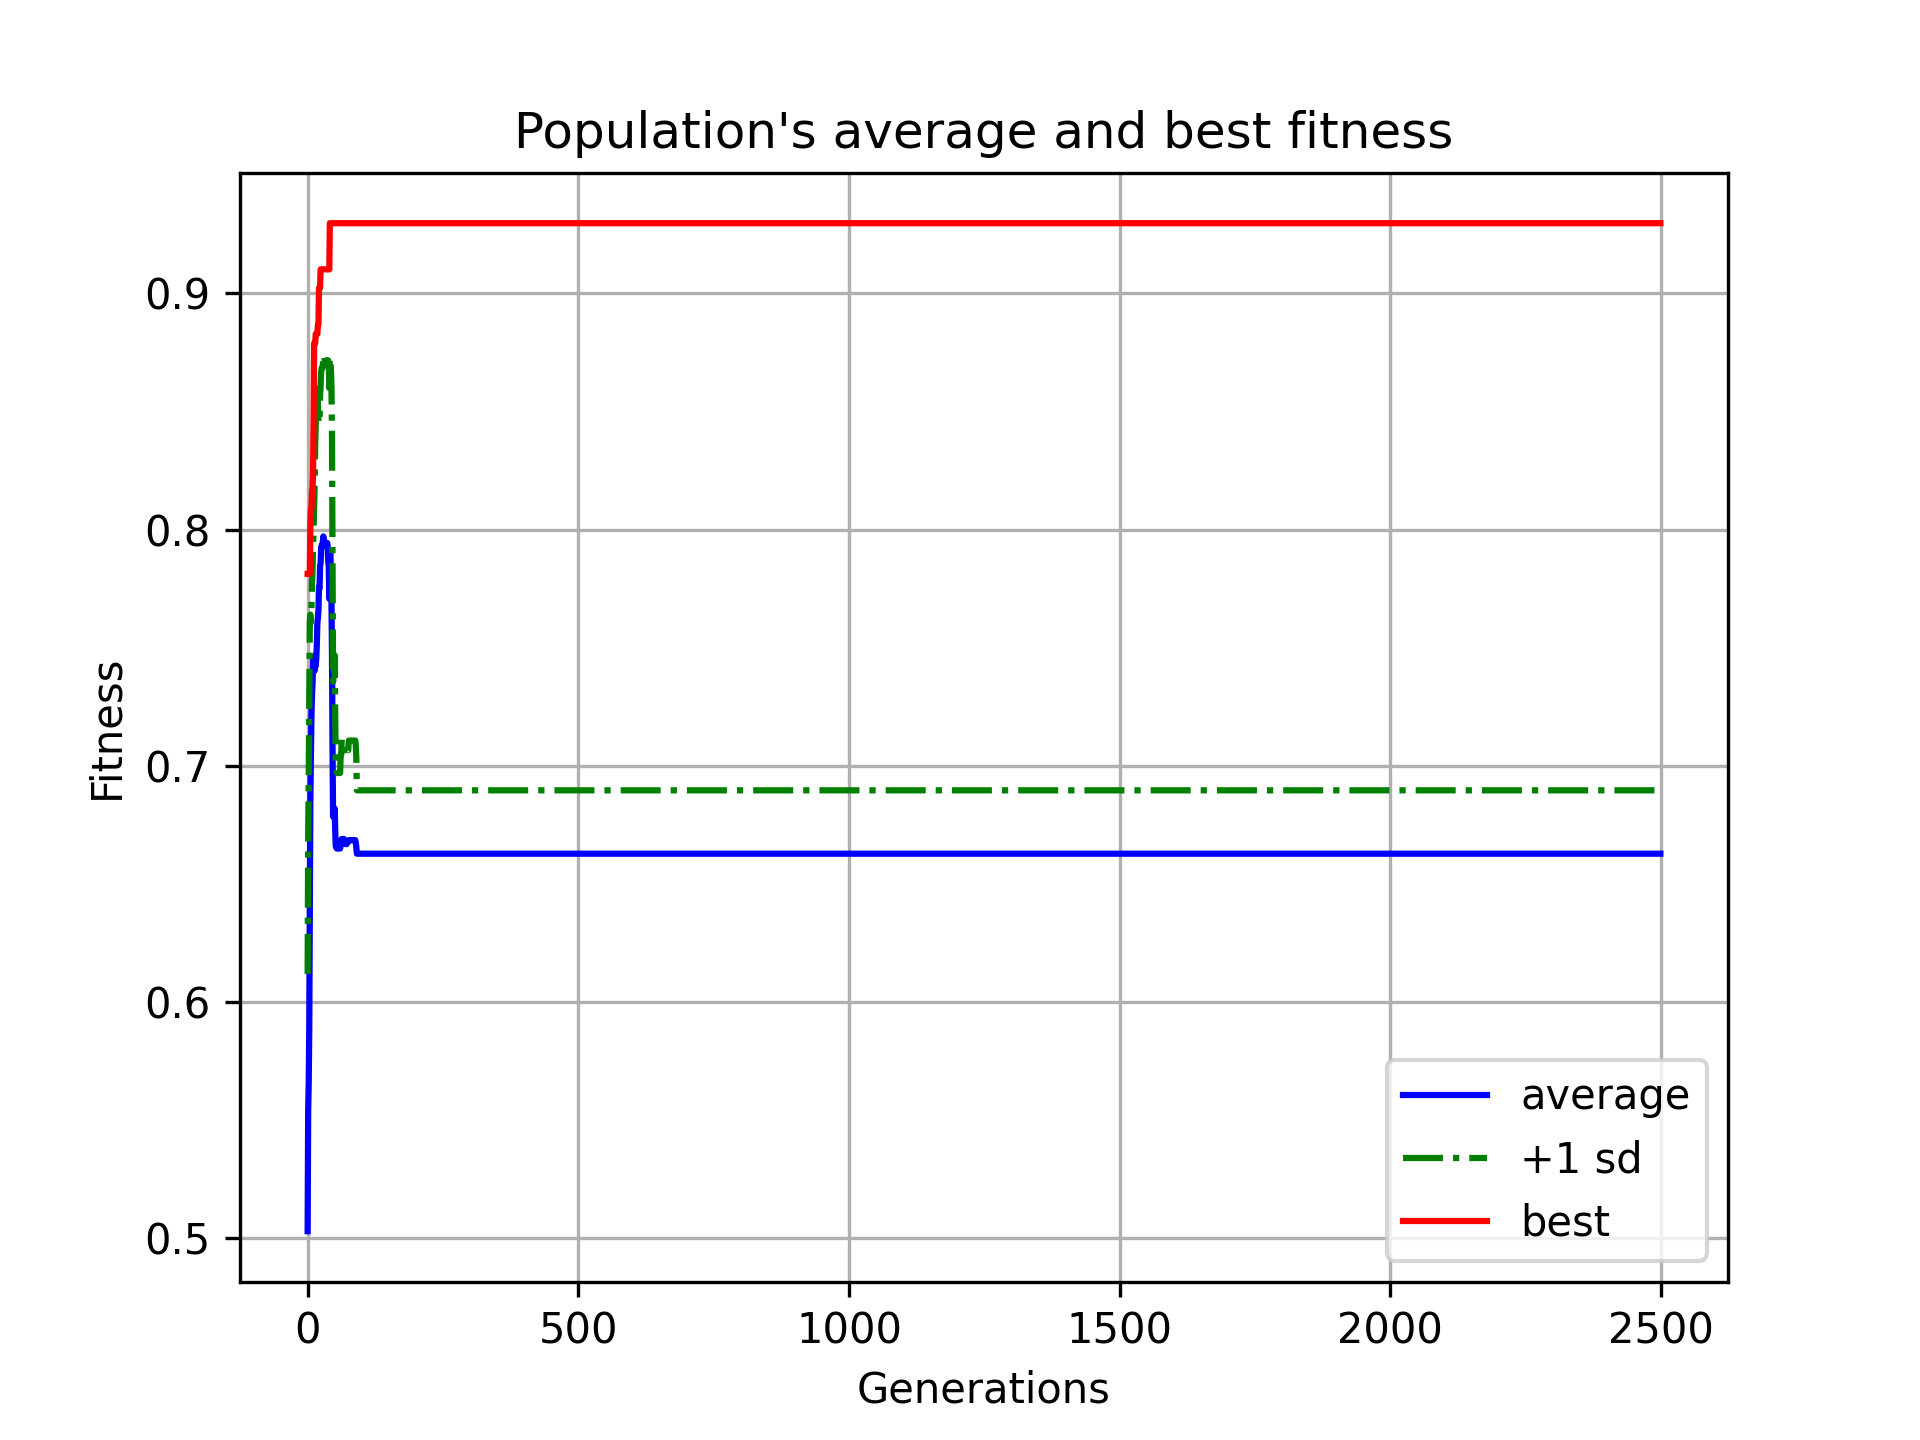 Population's average and best fitness
Fitness
0.9
0.8
0.7
0.6
0.5
0 500 1000 1500 2000 2500
Generations
average
+1 sd
best